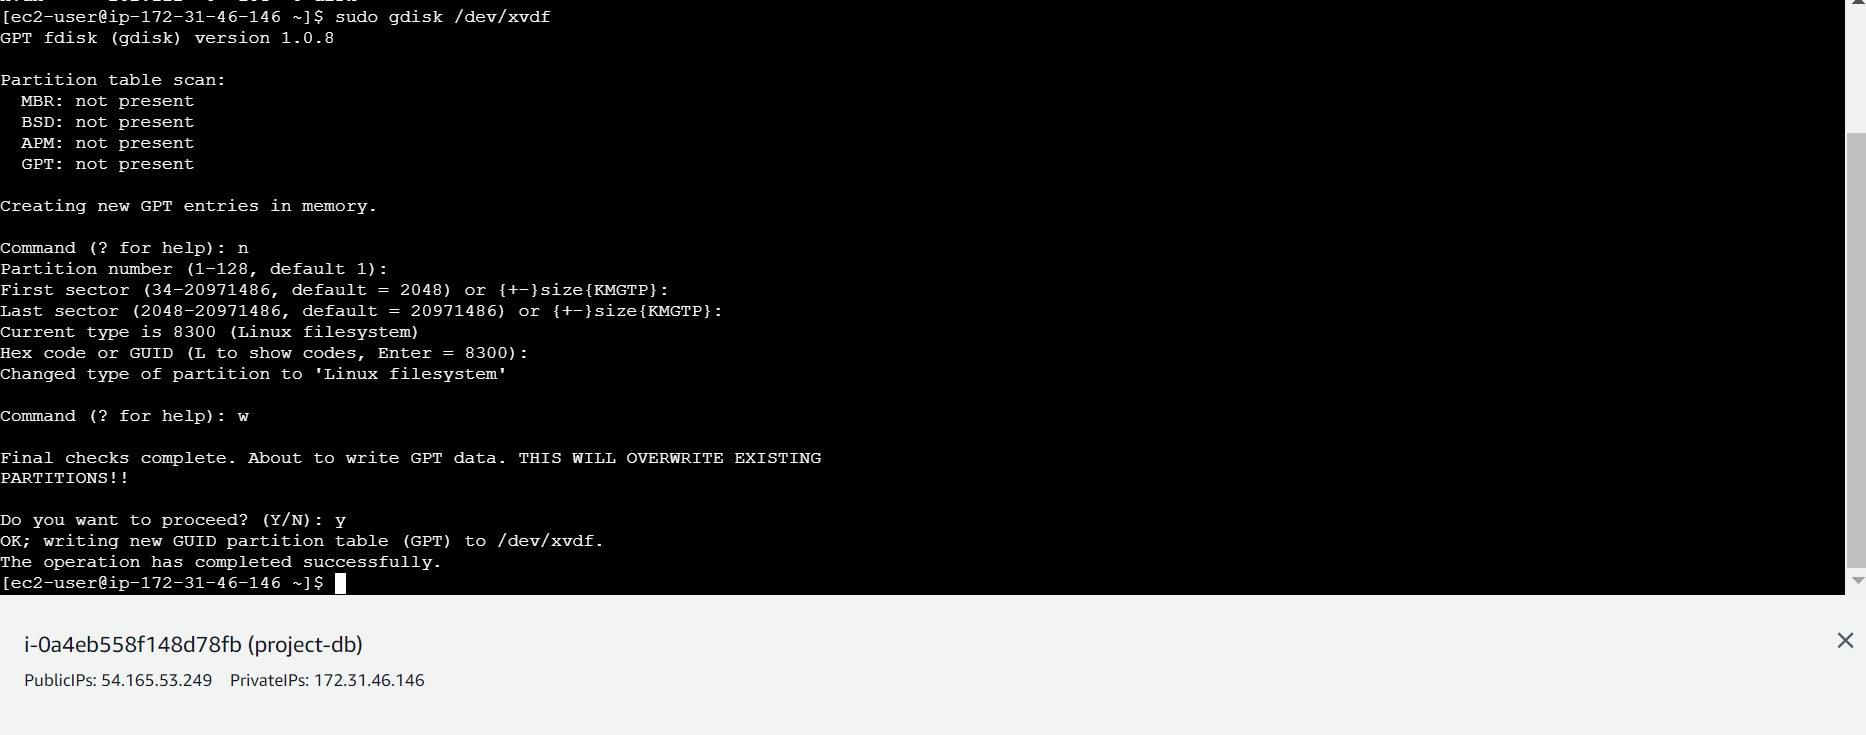 [ec2-user@ip-172-31-46-146 ~]$ sudo gdisk /dev/xvdf
GPT fdisk (gdisk) version 1.0.8
Partition table scan:
  MBR: not present
  BSD: not present
  APM: not present
  GPT: not present
Creating new GPT entries in memory.
Command (? for help): n
Partition number (1-128, default 1):
First sector (34-20971486, default = 2048) or {+-}size{KMGTP}:
Last sector (2048-20971486, default = 20971486) or {+-}size{KMGTP}:
Current type is 8300 (Linux filesystem)
Hex code or GUID (L to show codes, Enter = 8300):
Changed type of partition to 'Linux filesystem'
Command (? for help): w
Final checks complete. About to write GPT data. THIS WILL OVERWRITE EXISTING
PARTITIONS!!
Do you want to proceed? (Y/N): y
OK; writing new GUID partition table (GPT) to /dev/xvdf.
The operation has completed successfully.
[ec2-user@ip-172-31-46-146 ~]$
i-0a4eb558f148d78fb (project-db)
PublicIPs: 54.165.53.249 PrivateIPs: 172.31.46.146